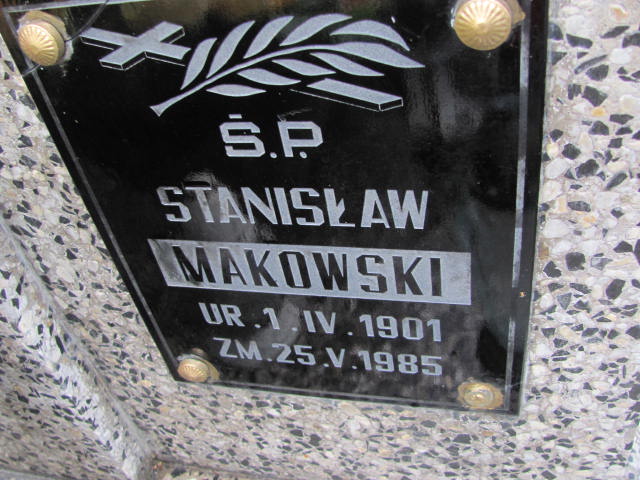 Ś.P.
STANISŁAW
MAKOWSKI
UR.1.IV.1901
ZM.25.V.1985